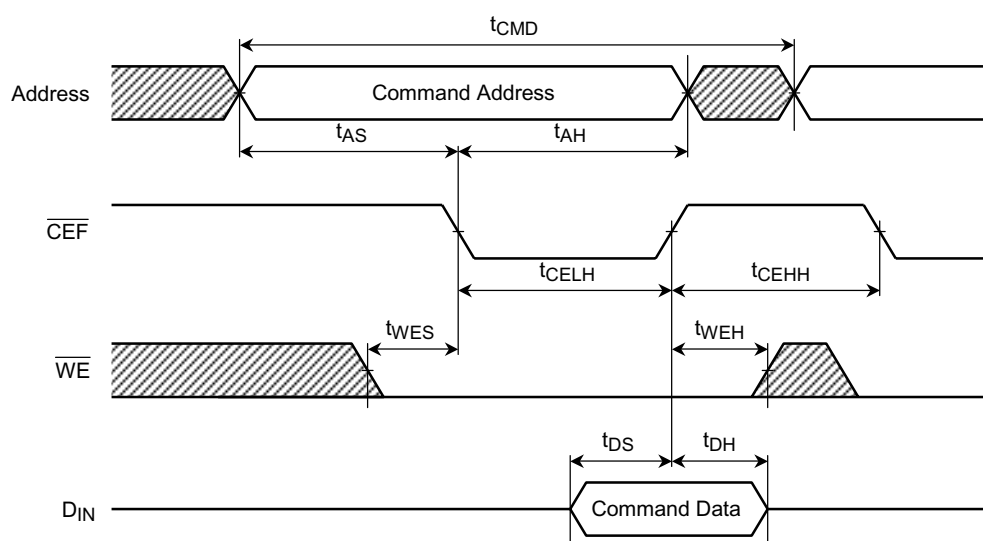 tCMD
Address
Command Address
tAS
tAH
CEF
tCELH
tCEHH
tWES
tWEH
WE
tDS
tDH
DIN
Command Data